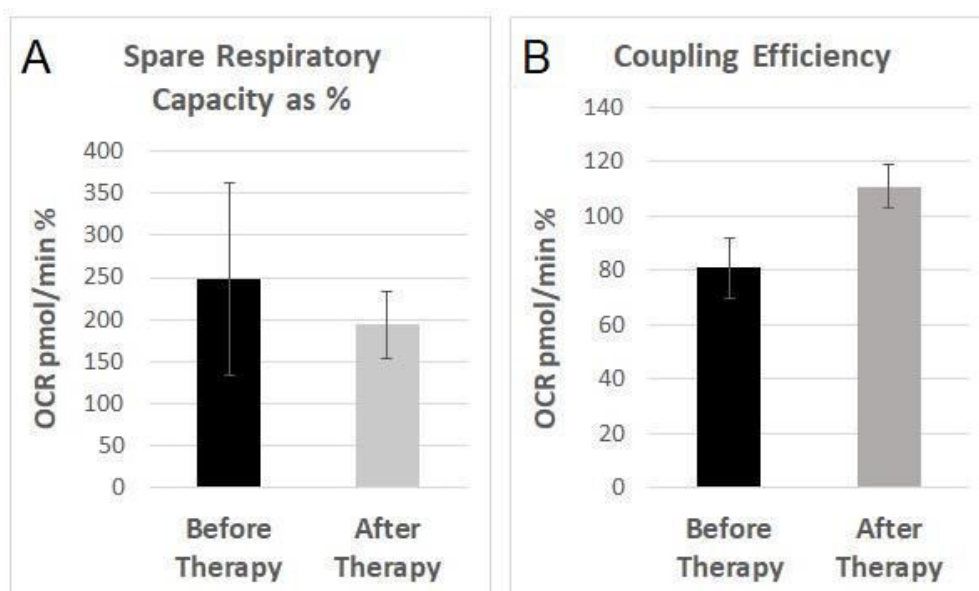 A
Spare Respiratory
Capacity as %
OCR pmol/min %
400
350
300
250
200
150
100
50
0
Before
Therapy
After
Therapy
B
Coupling Efficiency
OCR pmol/min %
140
120
100
80
60
40
20
0
Before
Therapy
After
Therapy